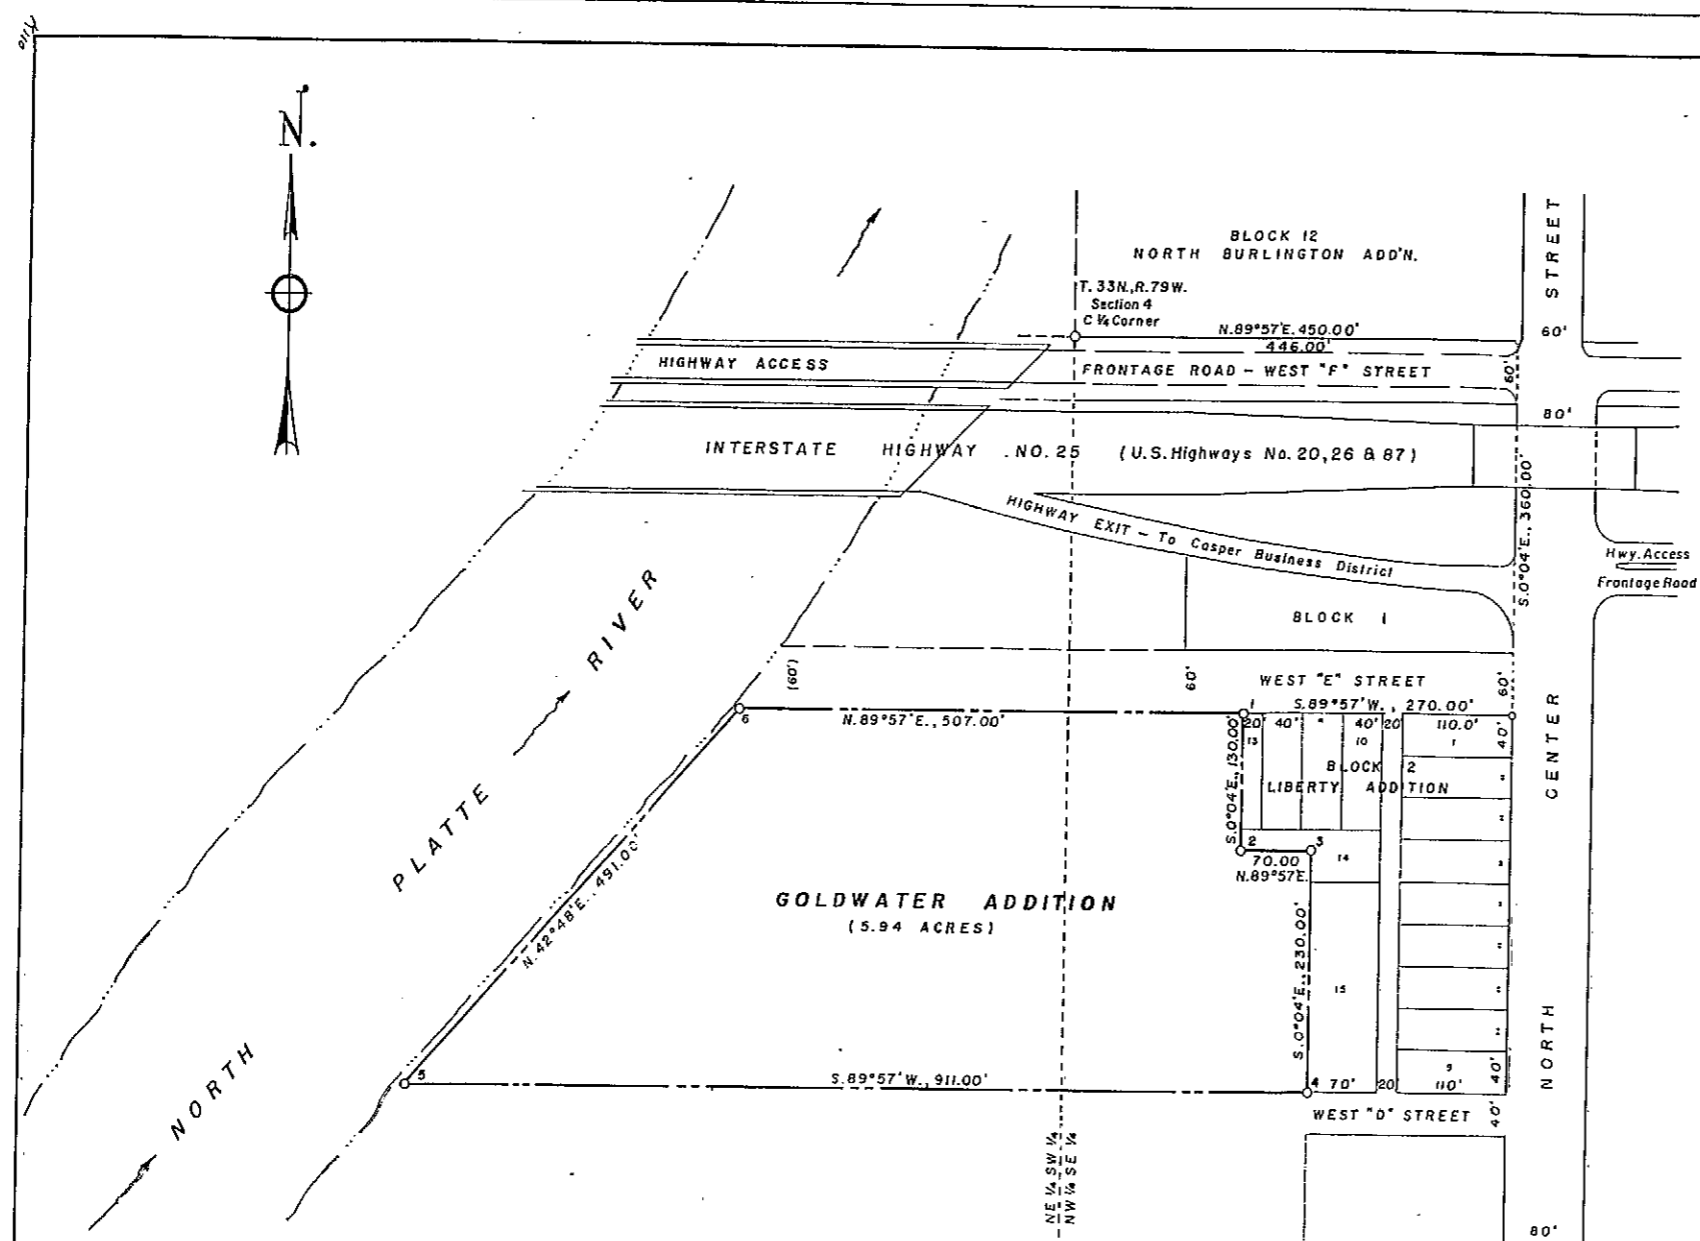 N.
BLOCK 12
NORTH BURLINGTON ADD'N.
STREET
T. 33N., R. 79W.
Section 4
C ¼ Corner
N. 89°57'E. 450.00'
446.00'
60'
HIGHWAY ACCESS
FRONTAGE ROAD - WEST "F" STREET
60'
80'
INTERSTATE HIGHWAY NO. 25 (U.S. Highways No. 20, 26 & 87)
S. 0°04'E., 360.00'
HIGHWAY EXIT - To Casper Business District
Hwy. Access
Frontage Road
BLOCK 1
(60')
60'
WEST "E" STREET
60'
N. 89°57'E., 507.00'
S. 89°57'W., 270.00'
6
1
20' 40' " 40' 20' 110.0'
40'
13
10
1
S. 0°04'E., 130.00'
BLOCK 2
LIBERTY ADDITION
2
3
14
70.00
N. 89°57'E.
NORTH PLATTE RIVER
N. 42°48'E., 491.00'
GOLDWATER ADDITION
(5.94 ACRES)
S. 0°04'E., 230.00'
15
NORTH CENTER
9
40'
5
S. 89°57'W., 911.00'
4
70' 20' 110'
WEST "D" STREET
40'
NE ¼ SW ¼
NW ¼ SE ¼
80'